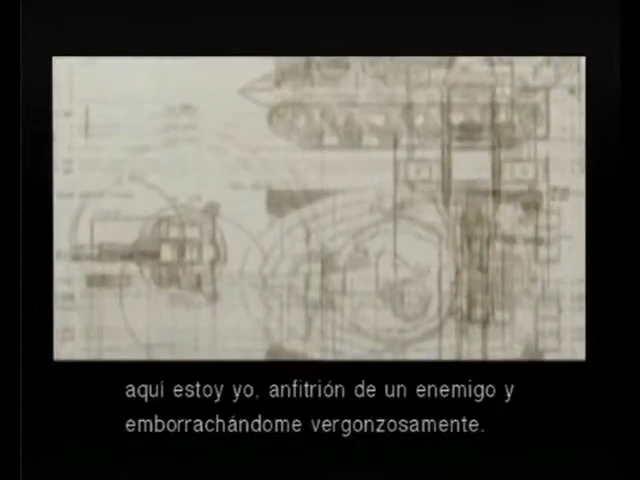 aquí estoy yo, anfitrión de un enemigo y
emborrachándome vergonzosamente.